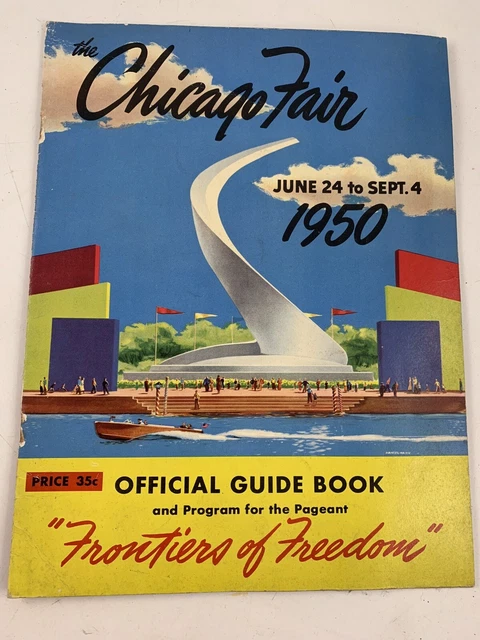 the
Chicago Fair
JUNE 24 to SEPT. 4
1950
PRICE 35c
OFFICIAL GUIDE BOOK
and Program for the Pageant
"Frontiers of Freedom"